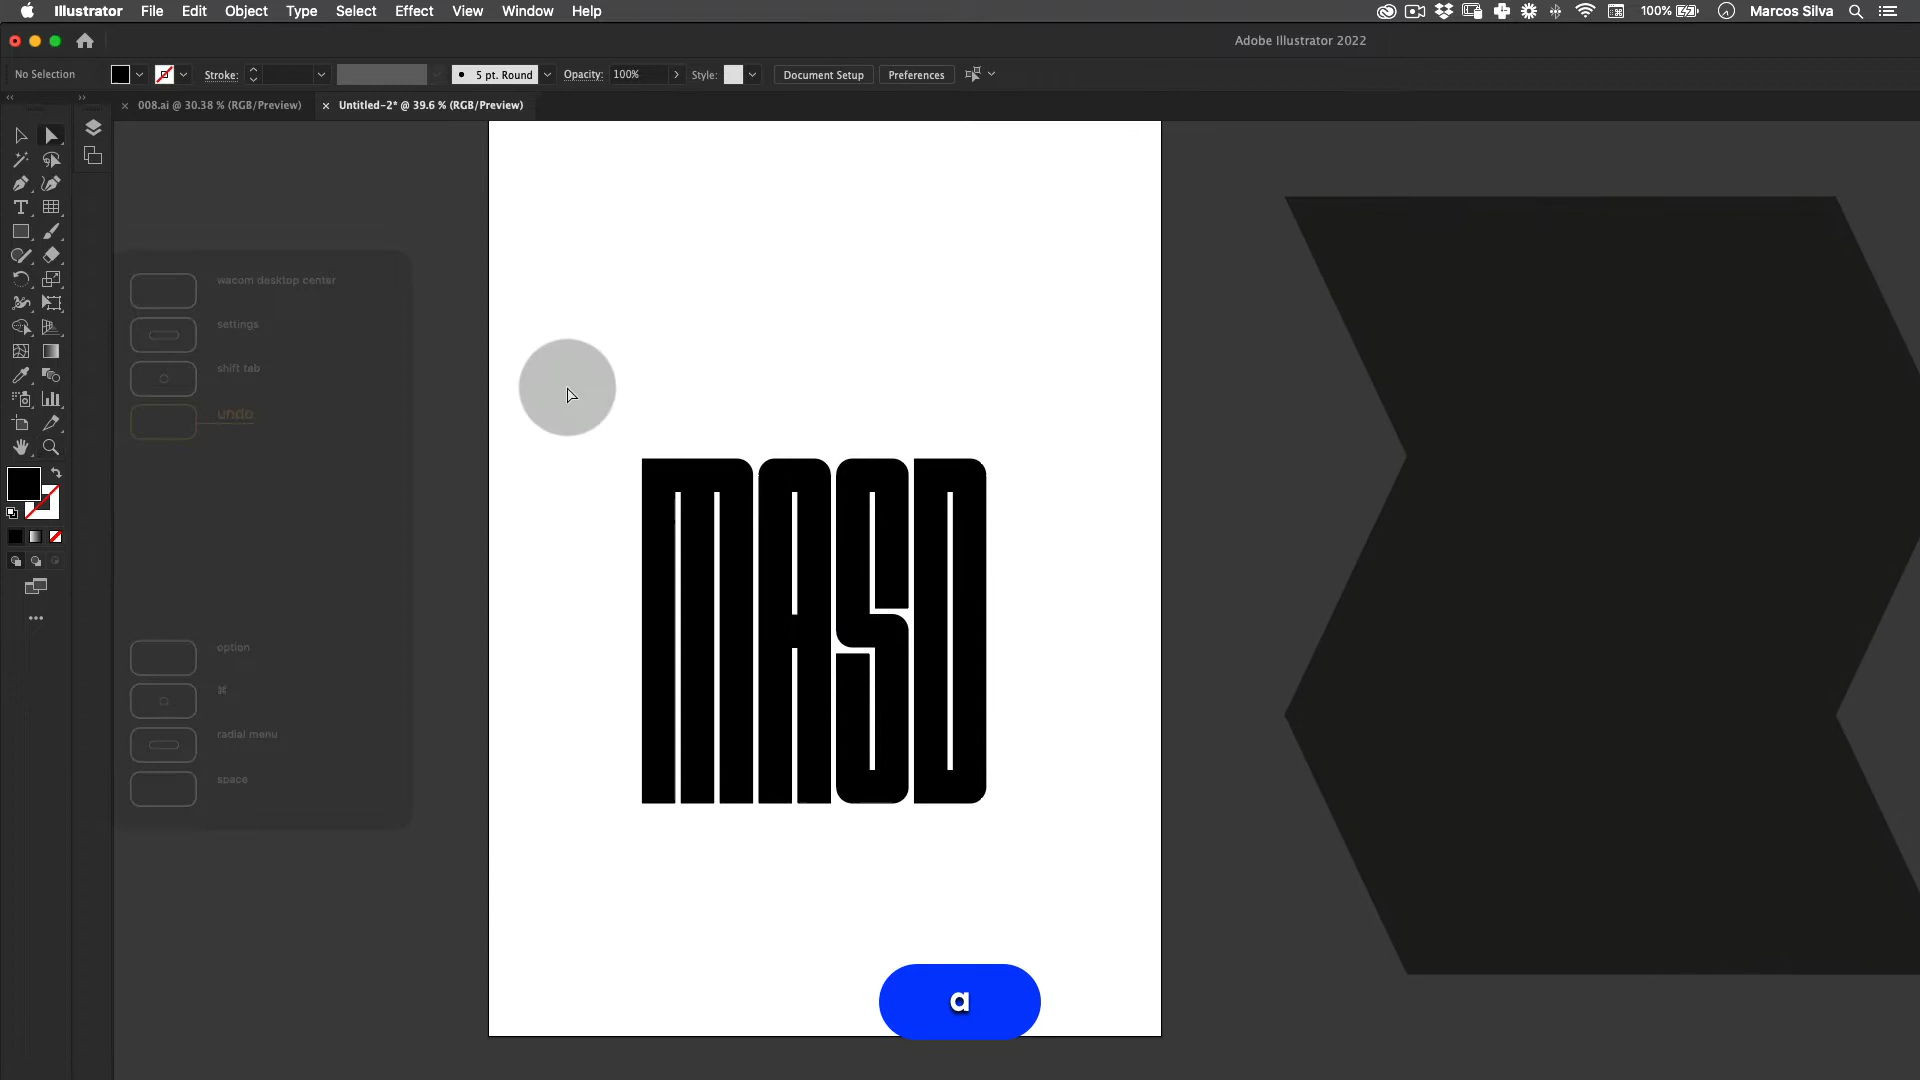 Illustrator File Edit Object Type Select Effect View Window Help 100% Marcos Silva
Adobe Illustrator 2022
No Selection Stroke: 5 pt. Round Opacity: 100% Style: Document Setup Preferences
008.ai @ 30.38 % (RGB/Preview) Untitled-2* @ 39.6 % (RGB/Preview)
wacom desktop center
settings
shift tab
undo
MASD
option
⌘
radial menu
space
a